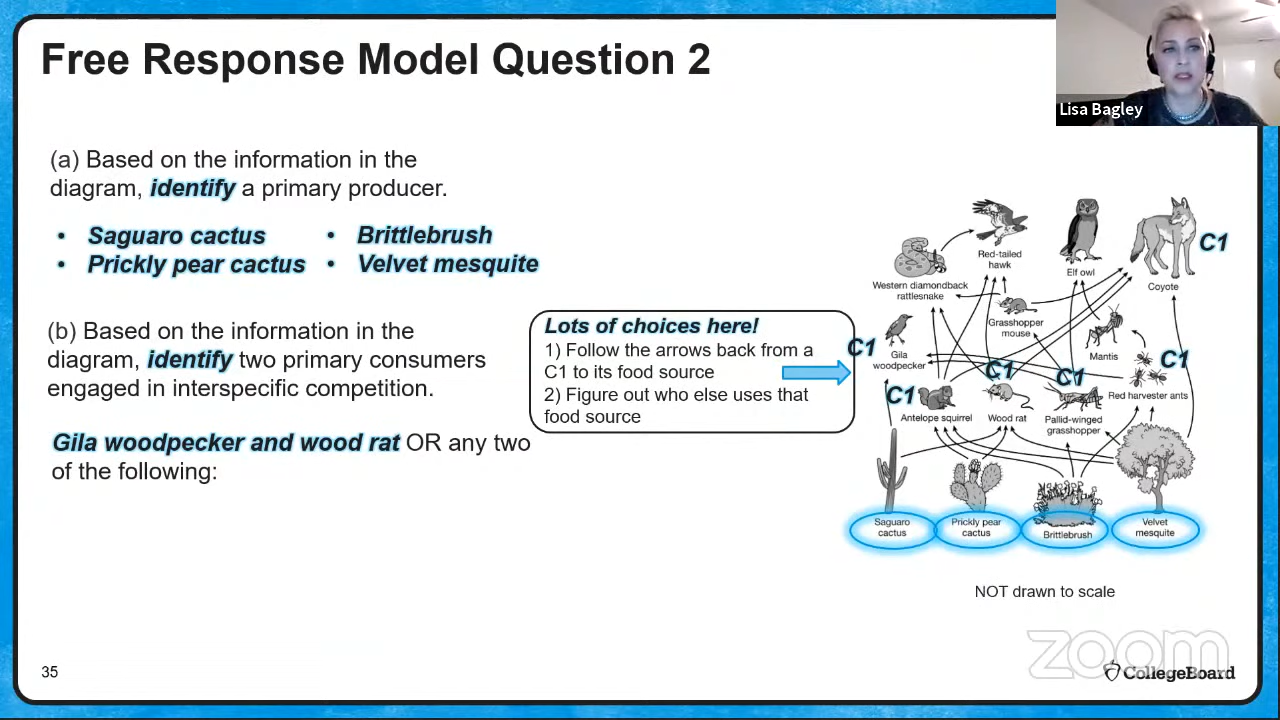 Free Response Model Question 2
Lisa Bagley
(a) Based on the information in the
diagram, identify a primary producer.
• Saguaro cactus • Brittlebrush
• Prickly pear cactus • Velvet mesquite
(b) Based on the information in the
diagram, identify two primary consumers
engaged in interspecific competition.
Gila woodpecker and wood rat OR any two
of the following:
Lots of choices here!
1) Follow the arrows back from a
C1 to its food source
2) Figure out who else uses that
food source
Red-tailed
hawk
Elf owl
Coyote
C1
Western diamondback
rattlesnake
Grasshopper
mouse
Mantis
C1
Gila
woodpecker
C1
Red harvester ants
C1
Antelope squirrel
C1
Wood rat
C1
Pallid-winged
grasshopper
Saguaro
cactus
Prickly pear
cactus
Brittlebrush
Velvet
mesquite
NOT drawn to scale
zoom
CollegeBoard
35